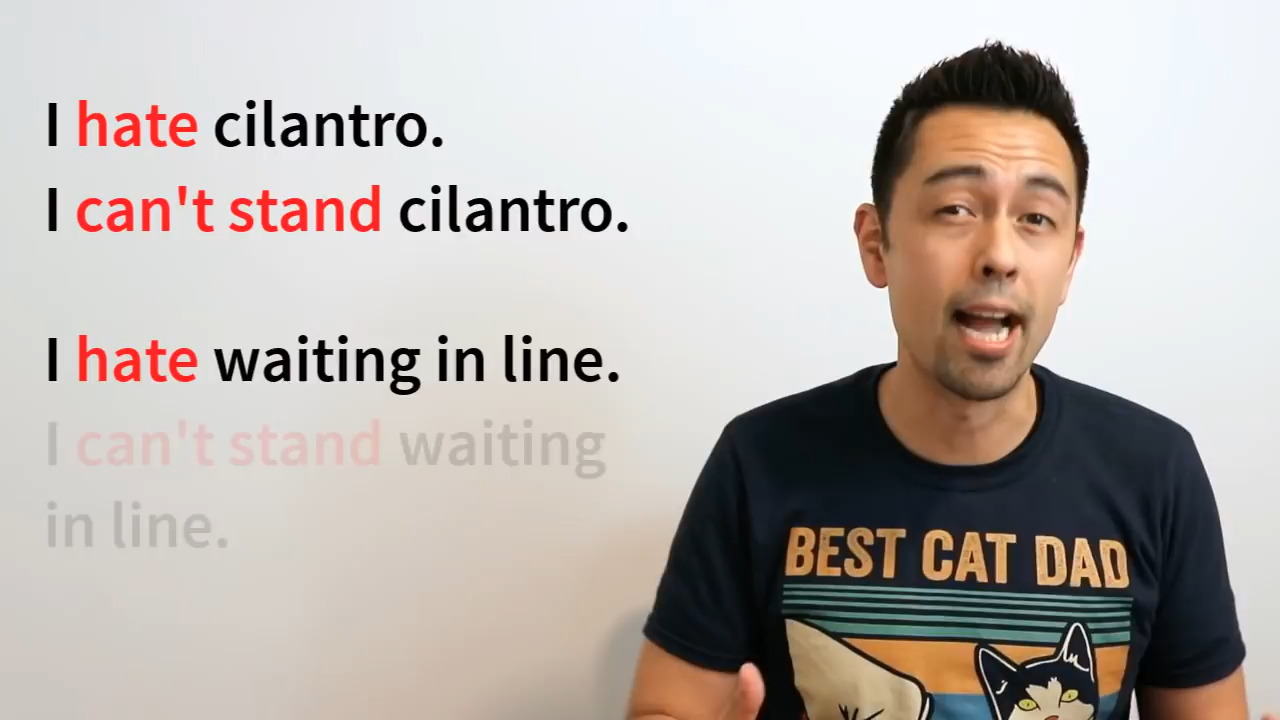 I hate cilantro.
I can't stand cilantro.
I hate waiting in line.
I can't stand waiting
in line.
BEST CAT DAD